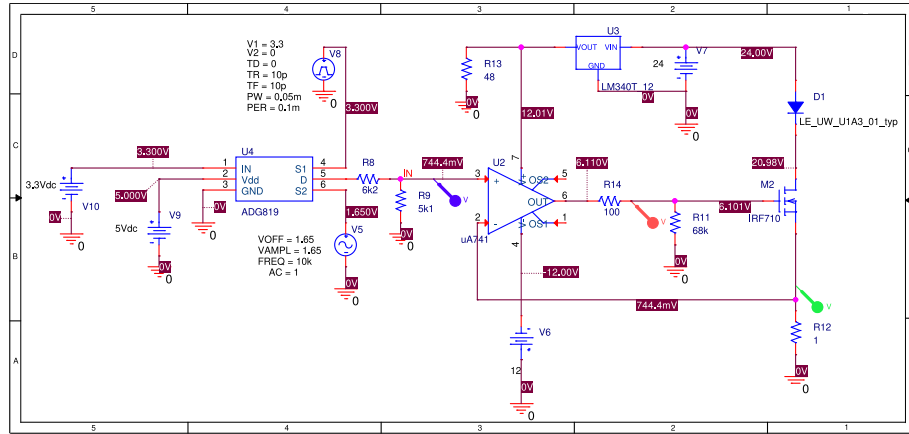 5
4
3
2
1
D
C
B
A
V1 = 3.3
V2 = 0
TD = 0
TR = 10p
TF = 10p
PW = 0.05m
PER = 0.1m
V8
0
3.300V
0V
R13
48
0
0V
12.01V
U3
VOUT
VIN
GND
LM340T_12
0V
V7
24
0
24.00V
D1
LE_UW_U1A3_01_typ
20.98V
M2
IRF710
6.101V
3.300V
3.3Vdc
V10
0V
0
5.000V
V9
5Vdc
0V
0
U4
1
IN
2
Vdd
3
GND
S1
4
D
5
S2
6
ADG819
0V
0
R8
6k2
IN
R9
5k1
0V
0
744.4mV
V
1.650V
V5
VOFF = 1.65
VAMPL = 1.65
FREQ = 10k
AC = 1
0V
0
U2
3
+
2
-
7
V+
4
V-
OS2
5
OUT
6
OS1
1
uA741
6.110V
R14
100
V
R11
68k
0V
0
-12.00V
744.4mV
V
V6
12
0V
0
R12
1
0V
0
5
4
3
2
1
D
C
B
A